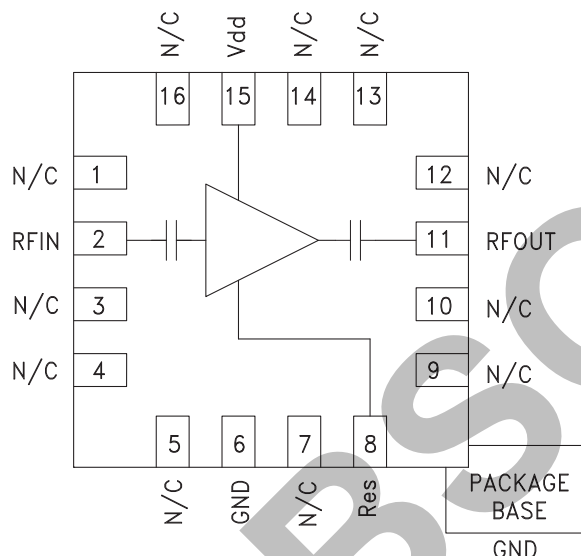 N/C
Vdd
N/C
N/C
16
15
14
13
N/C 1
12 N/C
RFIN 2
11 RFOUT
N/C 3
10 N/C
N/C 4
9 N/C
5
6
7
8
N/C
GND
N/C
Res
PACKAGE
BASE
GND
BSO